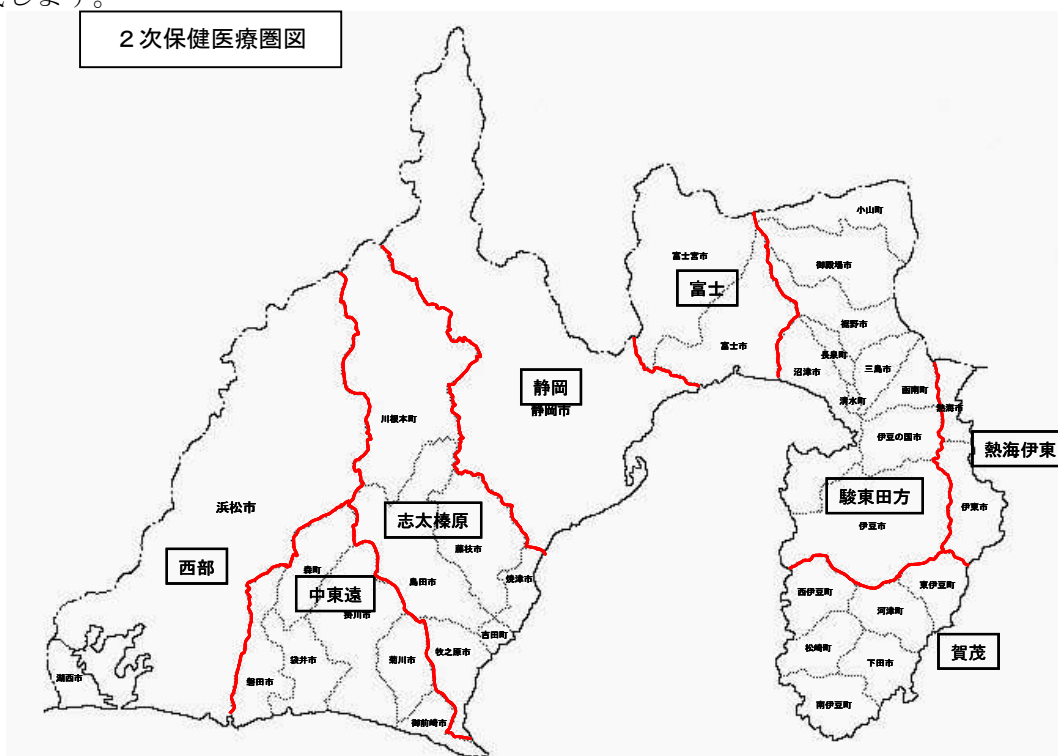 ２次保健医療圏図
小山町
富士宮市
御殿場市
富士
裾野市
富士市
長泉町
沼津市
三島市
函南町
清水町
静岡
静岡市
熱海市
川根本町
伊豆の国市
熱海伊東
駿東田方
伊豆市
伊東市
浜松市
志太榛原
藤枝市
西部
森町
焼津市
島田市
中東遠
掛川市
東伊豆町
西伊豆町
河津町
吉田町
牧之原市
松崎町
賀茂
袋井市
菊川市
下田市
湖西市
磐田市
南伊豆町
御前崎市